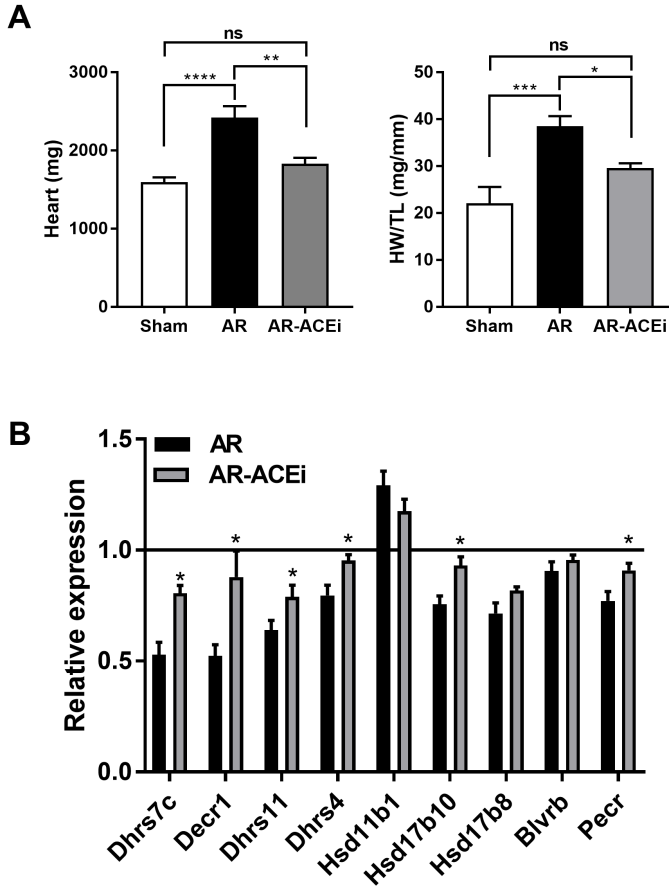 A
ns
ns
**
****
*
***
3000
2000
1000
0
Heart (mg)
Sham AR AR-ACEi
50
40
30
20
10
0
HW/TL (mg/mm)
Sham AR AR-ACEi
B
AR
AR-ACEi
1.5
1.0
0.5
0.0
Relative expression
* * * * * *
Dhrs7c Decr1 Dhrs11 Dhrs4 Hsd11b1 Hsd17b10 Hsd17b8 Blvrb Pecr